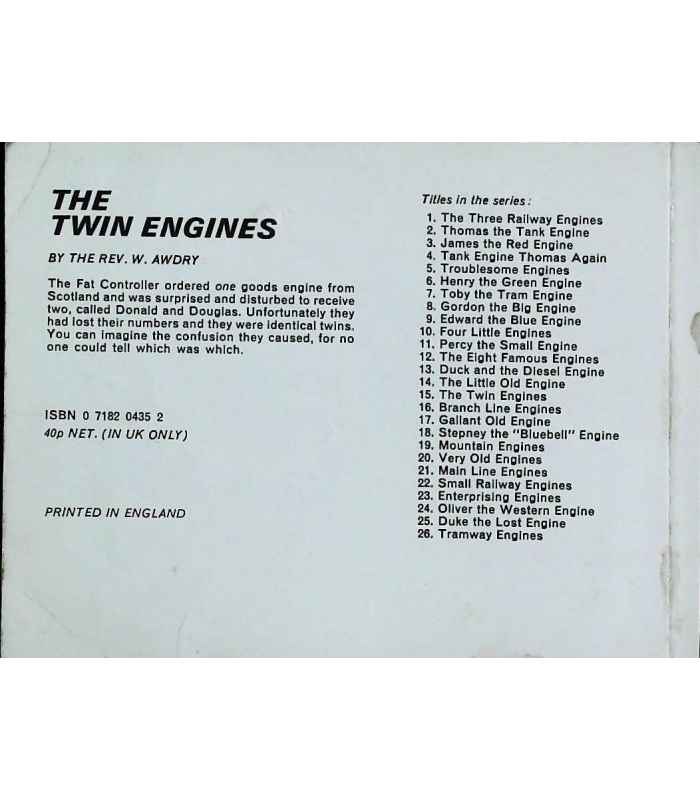 THE
TWIN ENGINES
BY THE REV. W. AWDRY
The Fat Controller ordered one goods engine from
Scotland and was surprised and disturbed to receive
two, called Donald and Douglas. Unfortunately they
had lost their numbers and they were identical twins.
You can imagine the confusion they caused, for no
one could tell which was which.
ISBN 0 7182 0435 2
40p NET. (IN UK ONLY)
PRINTED IN ENGLAND
Titles in the series:
1. The Three Railway Engines
2. Thomas the Tank Engine
3. James the Red Engine
4. Tank Engine Thomas Again
5. Troublesome Engines
6. Henry the Green Engine
7. Toby the Tram Engine
8. Gordon the Big Engine
9. Edward the Blue Engine
10. Four Little Engines
11. Percy the Small Engine
12. The Eight Famous Engines
13. Duck and the Diesel Engine
14. The Little Old Engine
15. The Twin Engines
16. Branch Line Engines
17. Gallant Old Engine
18. Stepney the "Bluebell" Engine
19. Mountain Engines
20. Very Old Engines
21. Main Line Engines
22. Small Railway Engines
23. Enterprising Engines
24. Oliver the Western Engine
25. Duke the Lost Engine
26. Tramway Engines